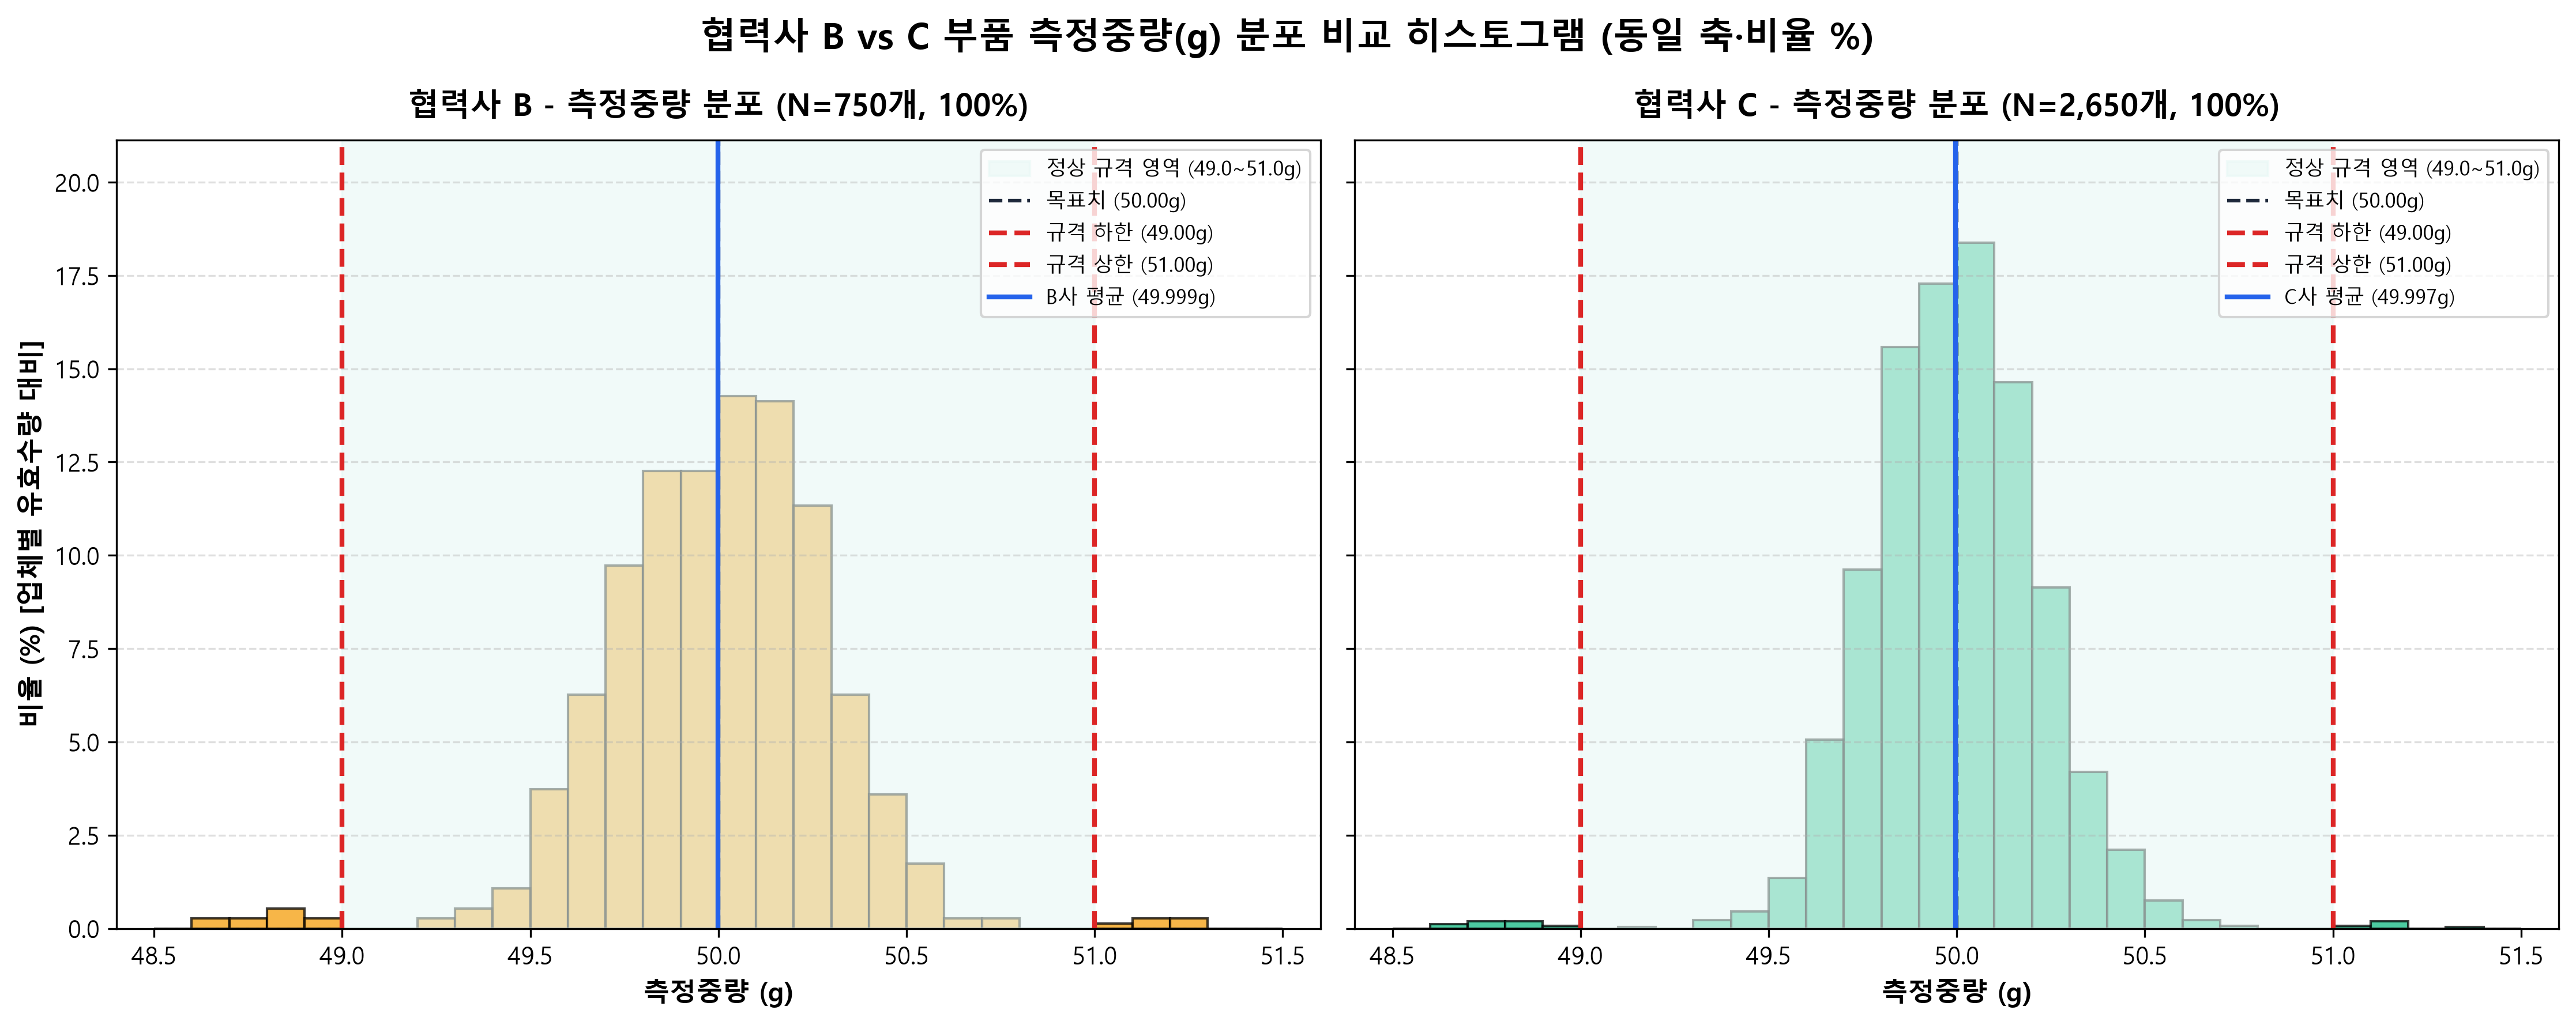 협력사 B vs C 부품 측정중량(g) 분포 비교 히스토그램 (동일 축·비율 %)
협력사 B - 측정중량 분포 (N=750개, 100%)
비율 (%) [업체별 유효수량 대비]
20.0
17.5
15.0
12.5
10.0
7.5
5.0
2.5
0.0
정상 규격 영역 (49.0~51.0g)
목표치 (50.00g)
규격 하한 (49.00g)
규격 상한 (51.00g)
B사 평균 (49.999g)
48.5 49.0 49.5 50.0 50.5 51.0 51.5
측정중량 (g)
협력사 C - 측정중량 분포 (N=2,650개, 100%)
정상 규격 영역 (49.0~51.0g)
목표치 (50.00g)
규격 하한 (49.00g)
규격 상한 (51.00g)
C사 평균 (49.997g)
48.5 49.0 49.5 50.0 50.5 51.0 51.5
측정중량 (g)